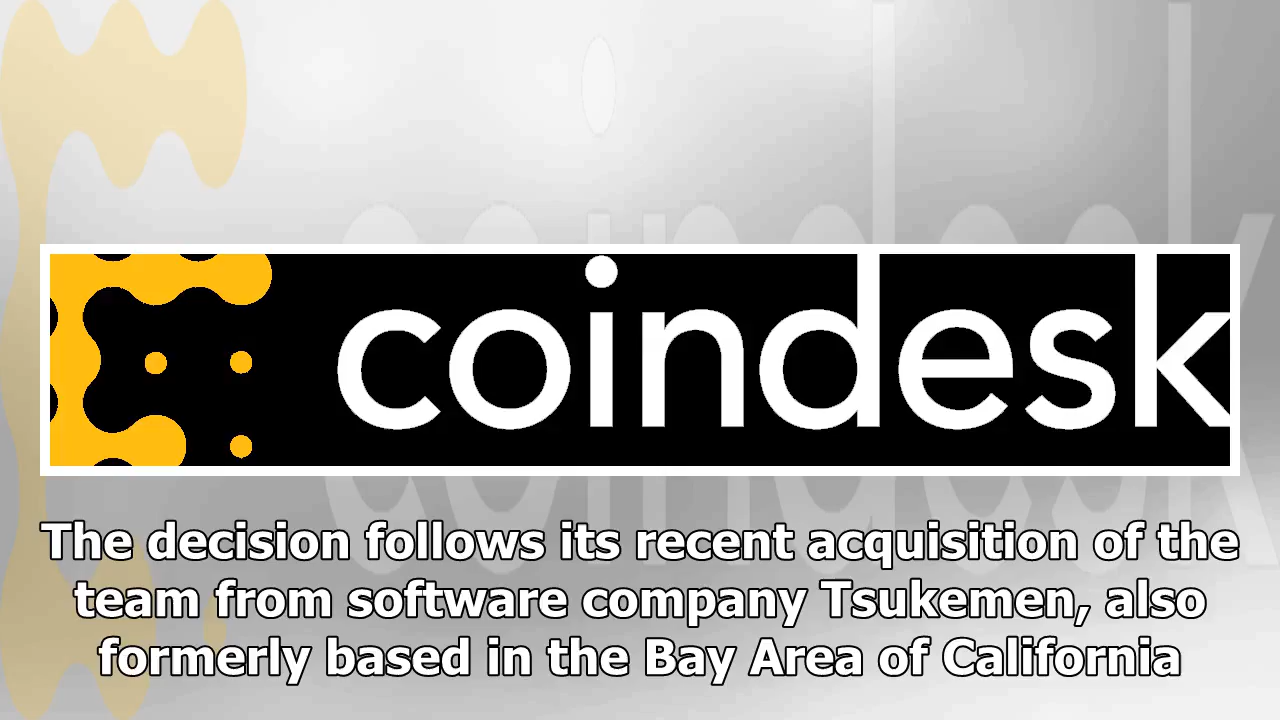 coindesk
The decision follows its recent acquisition of the
team from software company Tsukemen, also
formerly based in the Bay Area of California